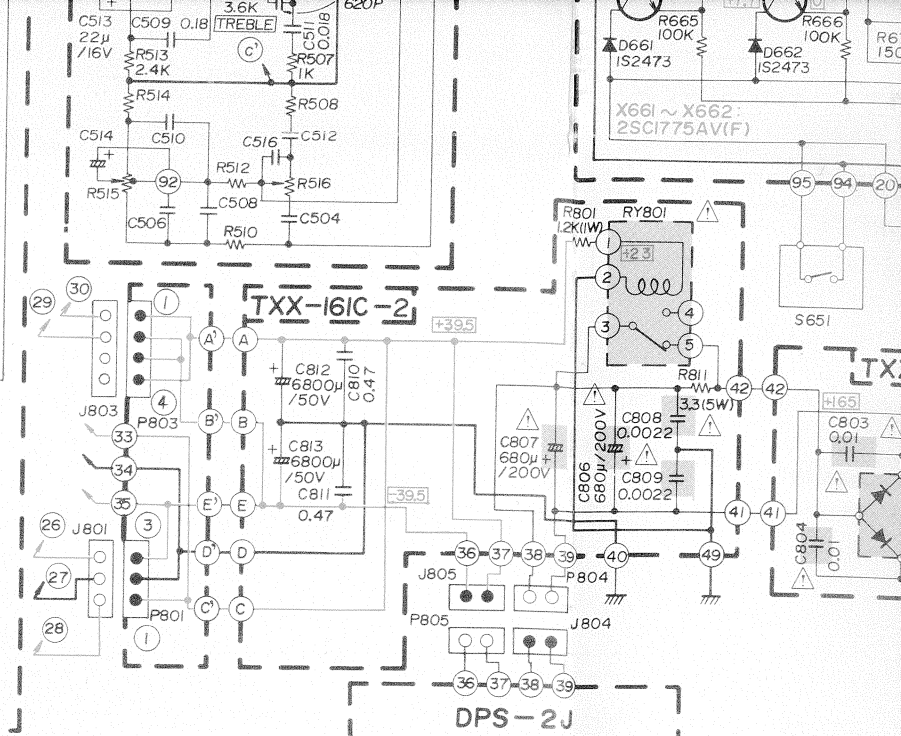 C513
22μ
/16V
C509
0.18
3.6K
TREBLE
C'
C511
0.018
620P
R513
2.4K
R507
1K
R514
R508
C510
C512
C514
C516
R512
R515
92
R516
C506
C508
C504
R510
R665
100K
R666
100K
D661
1S2473
D662
1S2473
X661~X662:
2SC1775AV(F)
95
94
20
S651
R801
1.2K(1W)
RY801
1
+23
2
3
4
5
R811
3.3(5W)
42
42
TXX-161C-2
+39.5
29
30
1
J803
4
P803
A'
A
B'
B
C812
6800μ
/50V
C810
0.47
C813
6800μ
/50V
C811
0.47
-39.5
33
34
35
E'
E
26
J801
3
27
P801
28
1
D'
D
C'
C
C807
680μ
/200V
C806
680μ/200V
C808
0.0022
C809
0.0022
+165
C803
0.01
C804
0.01
41
41
36
37
38
39
40
49
J805
P804
P805
J804
36
37
38
39
DPS-2J